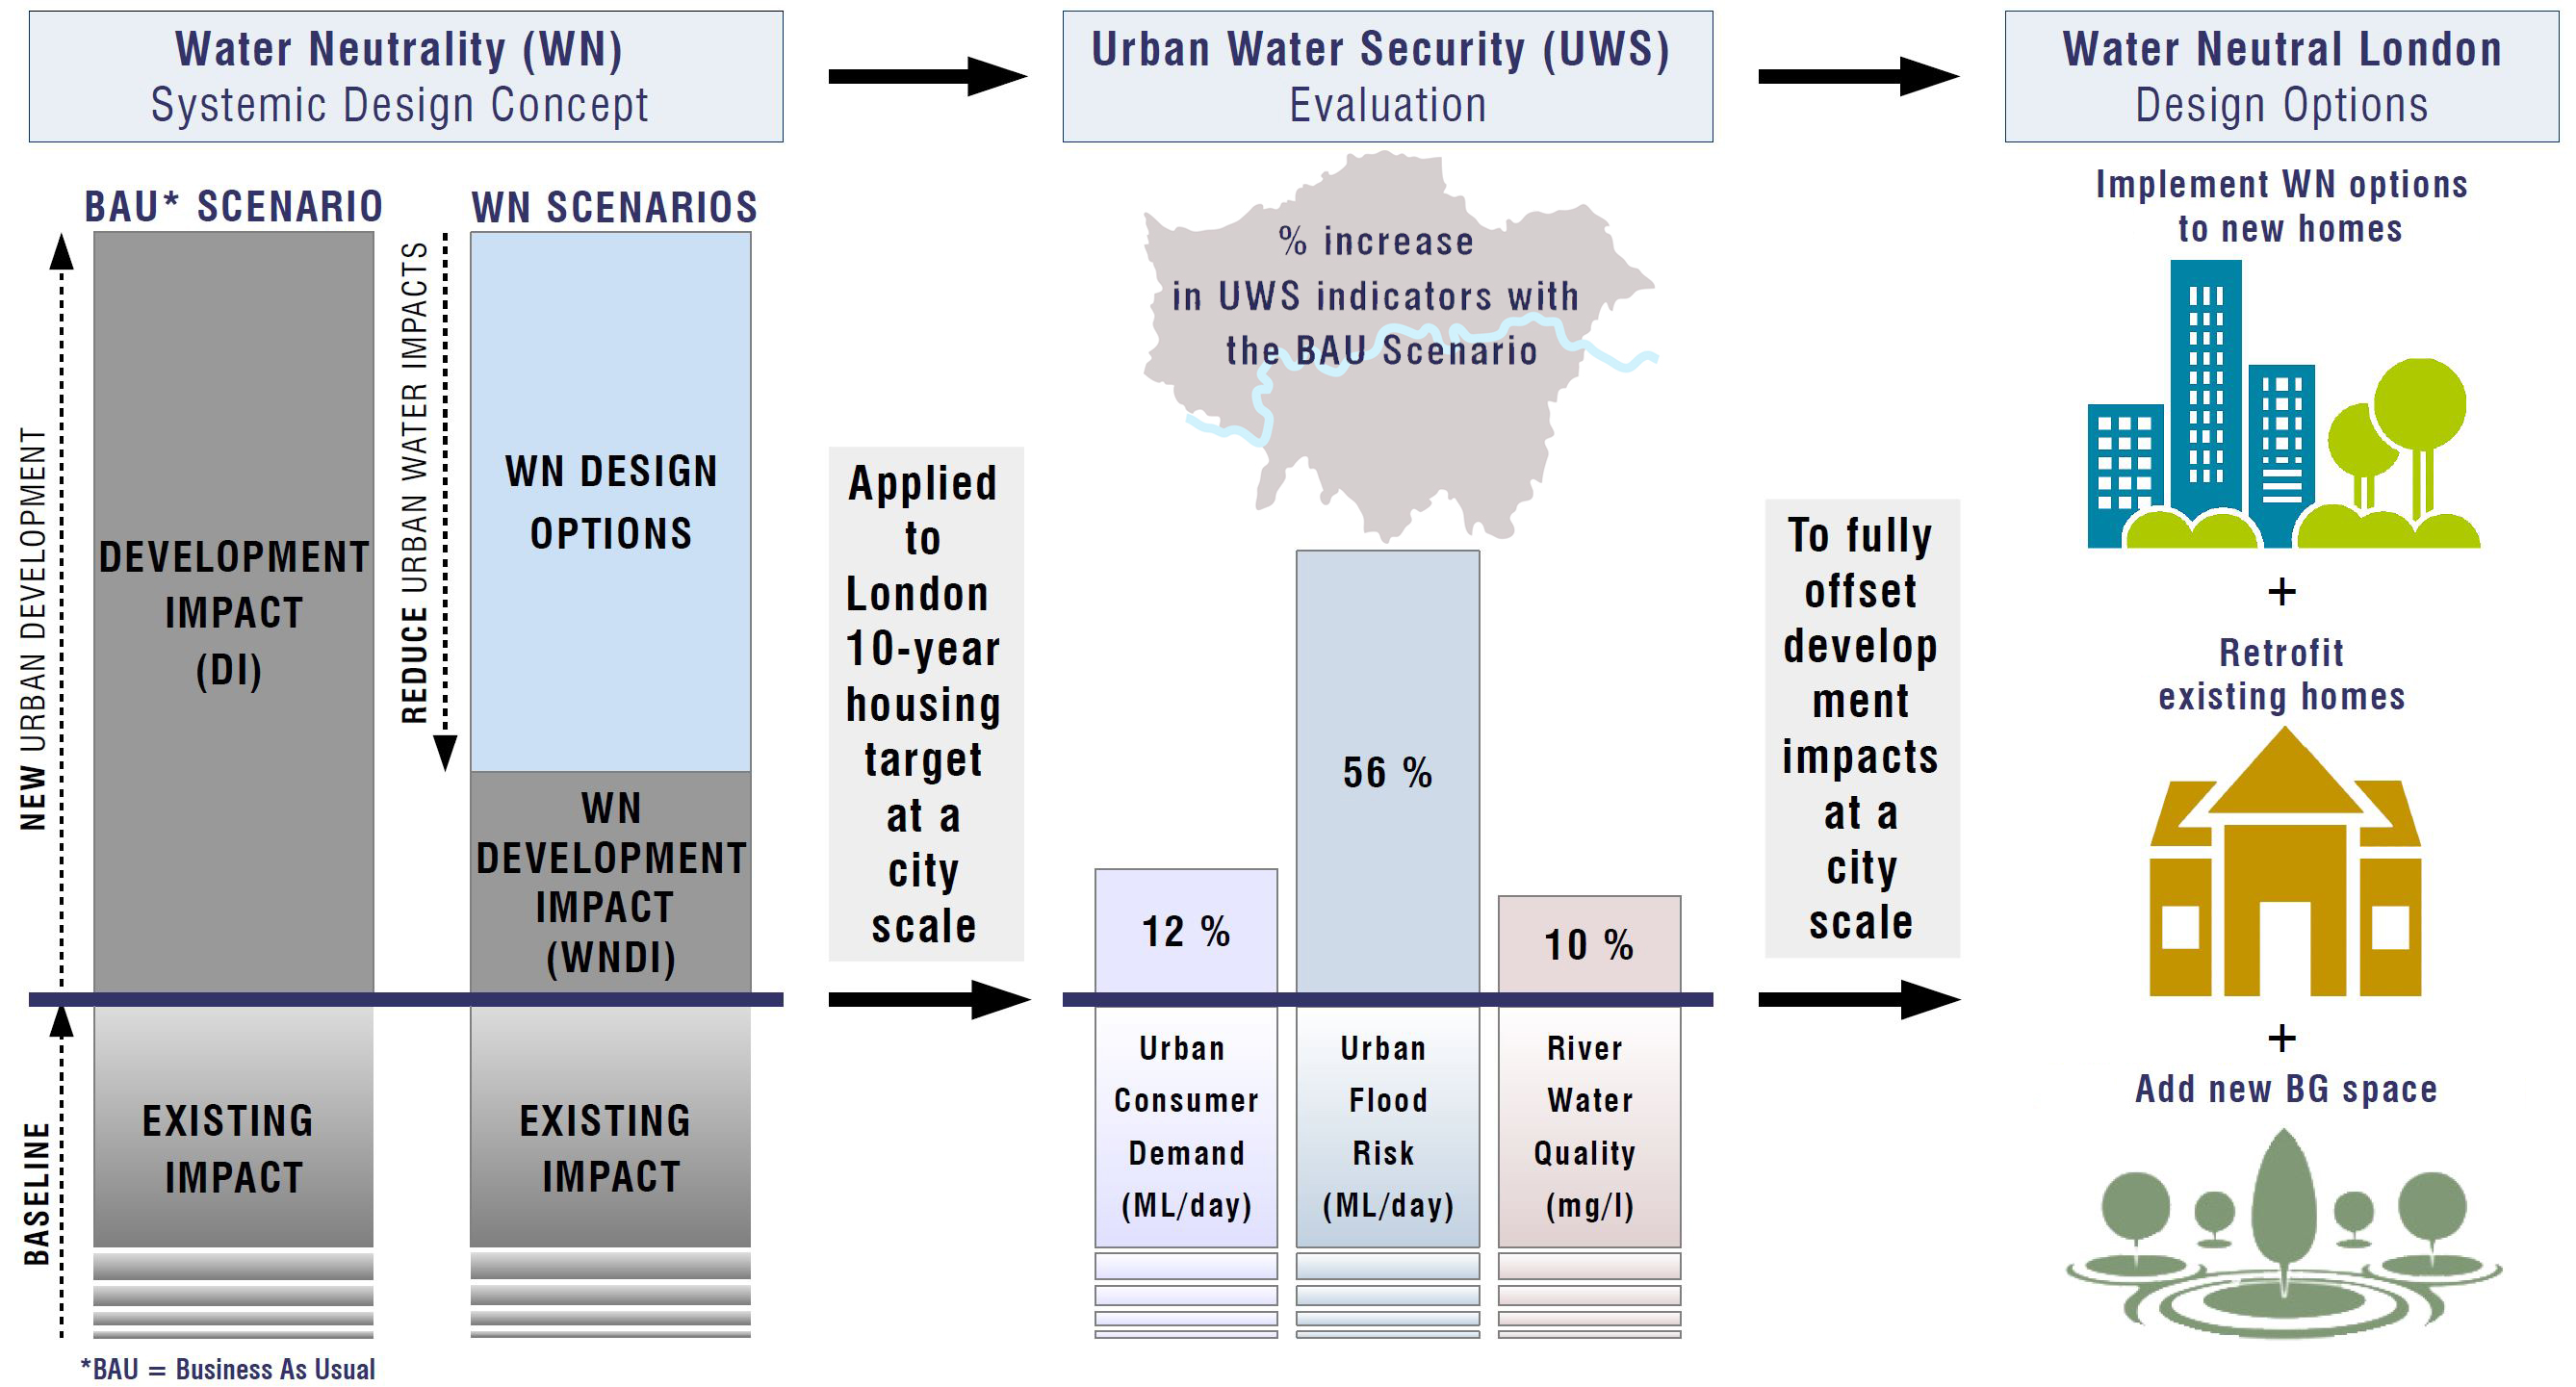 Water Neutrality (WN)
Systemic Design Concept
BAU* SCENARIO
WN SCENARIOS
NEW URBAN DEVELOPMENT
BASELINE
DEVELOPMENT
IMPACT
(DI)
EXISTING
IMPACT
REDUCE URBAN WATER IMPACTS
WN DESIGN
OPTIONS
WN
DEVELOPMENT
IMPACT
(WNDI)
EXISTING
IMPACT
*BAU = Business As Usual
Applied
to
London
10-year
housing
target
at a
city
scale
Urban Water Security (UWS)
Evaluation
% increase
in UWS indicators with
the BAU Scenario
12 %
56 %
10 %
Urban
Consumer
Demand
(ML/day)
Urban
Flood
Risk
(ML/day)
River
Water
Quality
(mg/l)
To fully
offset
develop
ment
impacts
at a
city
scale
Water Neutral London
Design Options
Implement WN options
to new homes
+
Retrofit
existing homes
+
Add new BG space